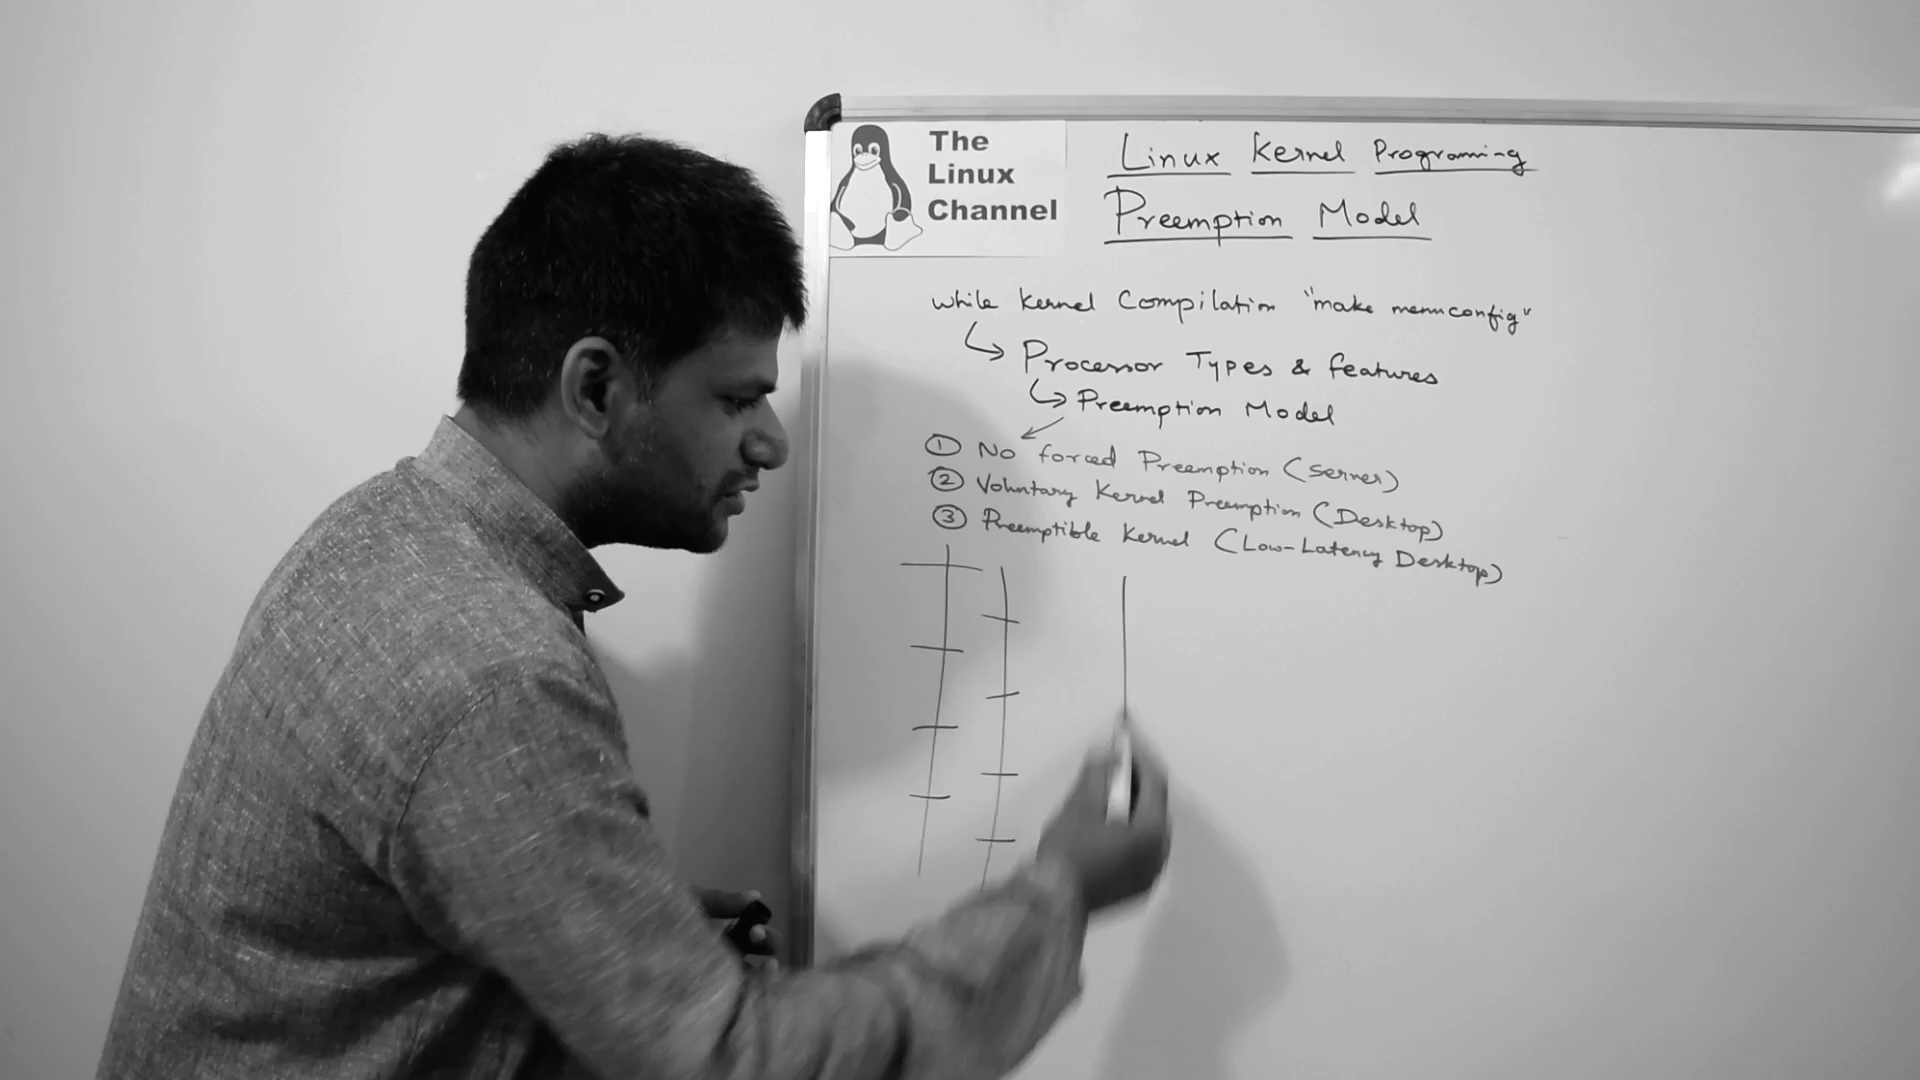 The
Linux
Channel
Linux Kernel Programing
Preemption Model
while Kernel Compilation "make menuconfig"
Processor Types & features
Preemption Model
① No forced Preemption (Server)
② Voluntary Kernel Preemption (Desktop)
③ Preemptible Kernel (Low-Latency Desktop)